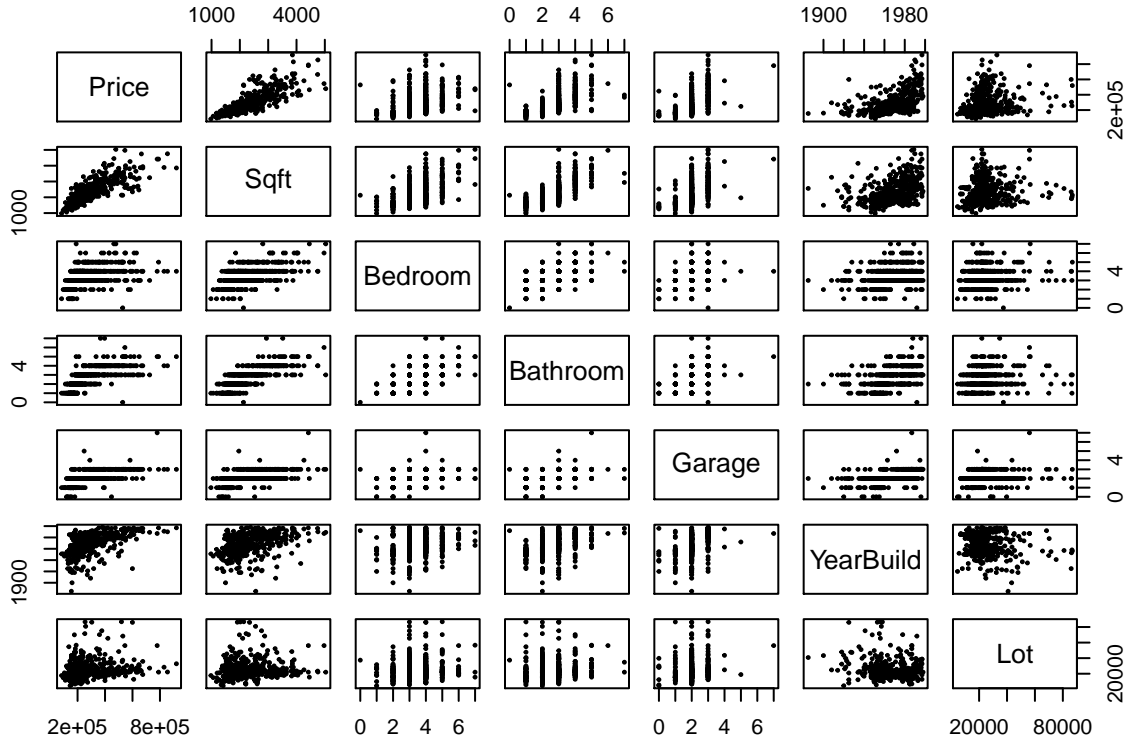 1000 4000 0 2 4 6 1900 1980
Price
2e+05
Sqft
1000
Bedroom
0 4
Bathroom
0 4
Garage
0 4
YearBuild
1900
Lot
20000
2e+05 8e+05 0 2 4 6 0 2 4 6 20000 80000